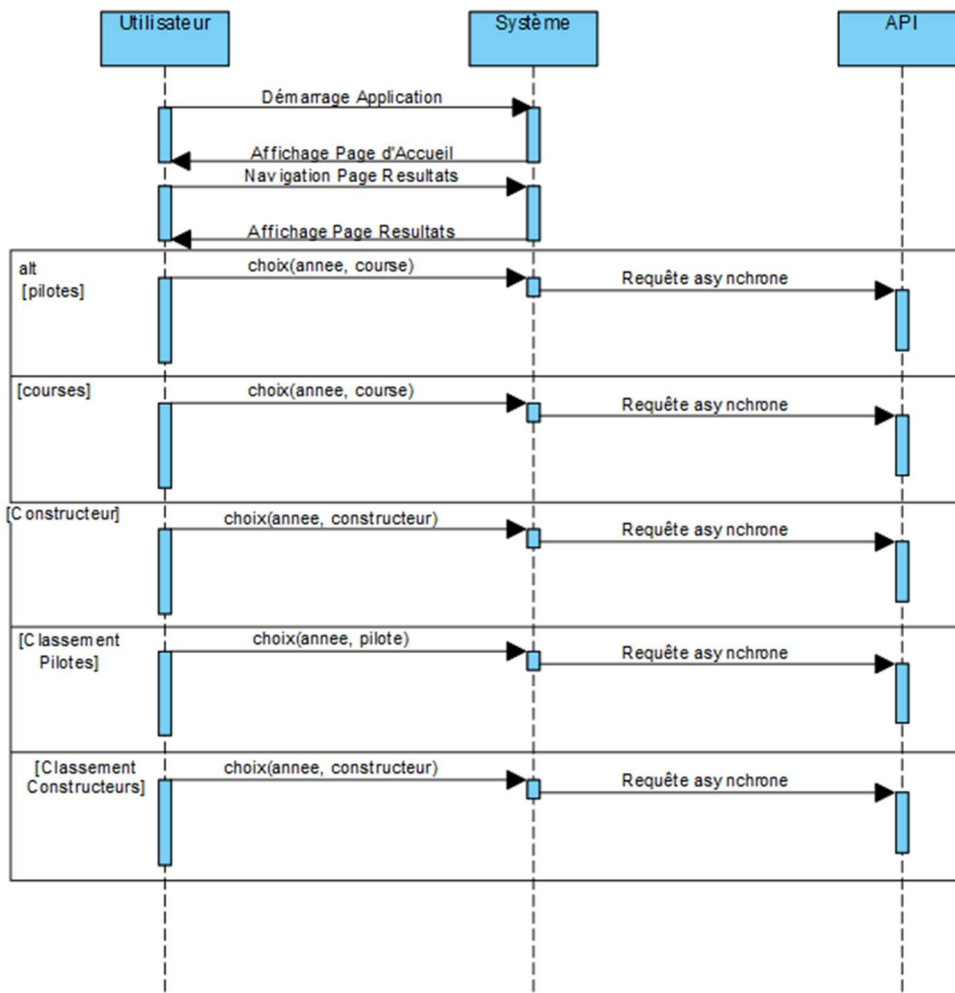 Utilisateur
Système
API
Démarrage Application
Affichage Page d'Accueil
Navigation Page Resultats
Affichage Page Resultats
alt
[pilotes]
choix(annee, course)
Requête asynchrone
[courses]
choix(annee, course)
Requête asynchrone
[Constructeur]
choix(annee, constructeur)
Requête asynchrone
[Classement
Pilotes]
choix(annee, pilote)
Requête asynchrone
[Classement
Constructeurs]
choix(annee, constructeur)
Requête asynchrone